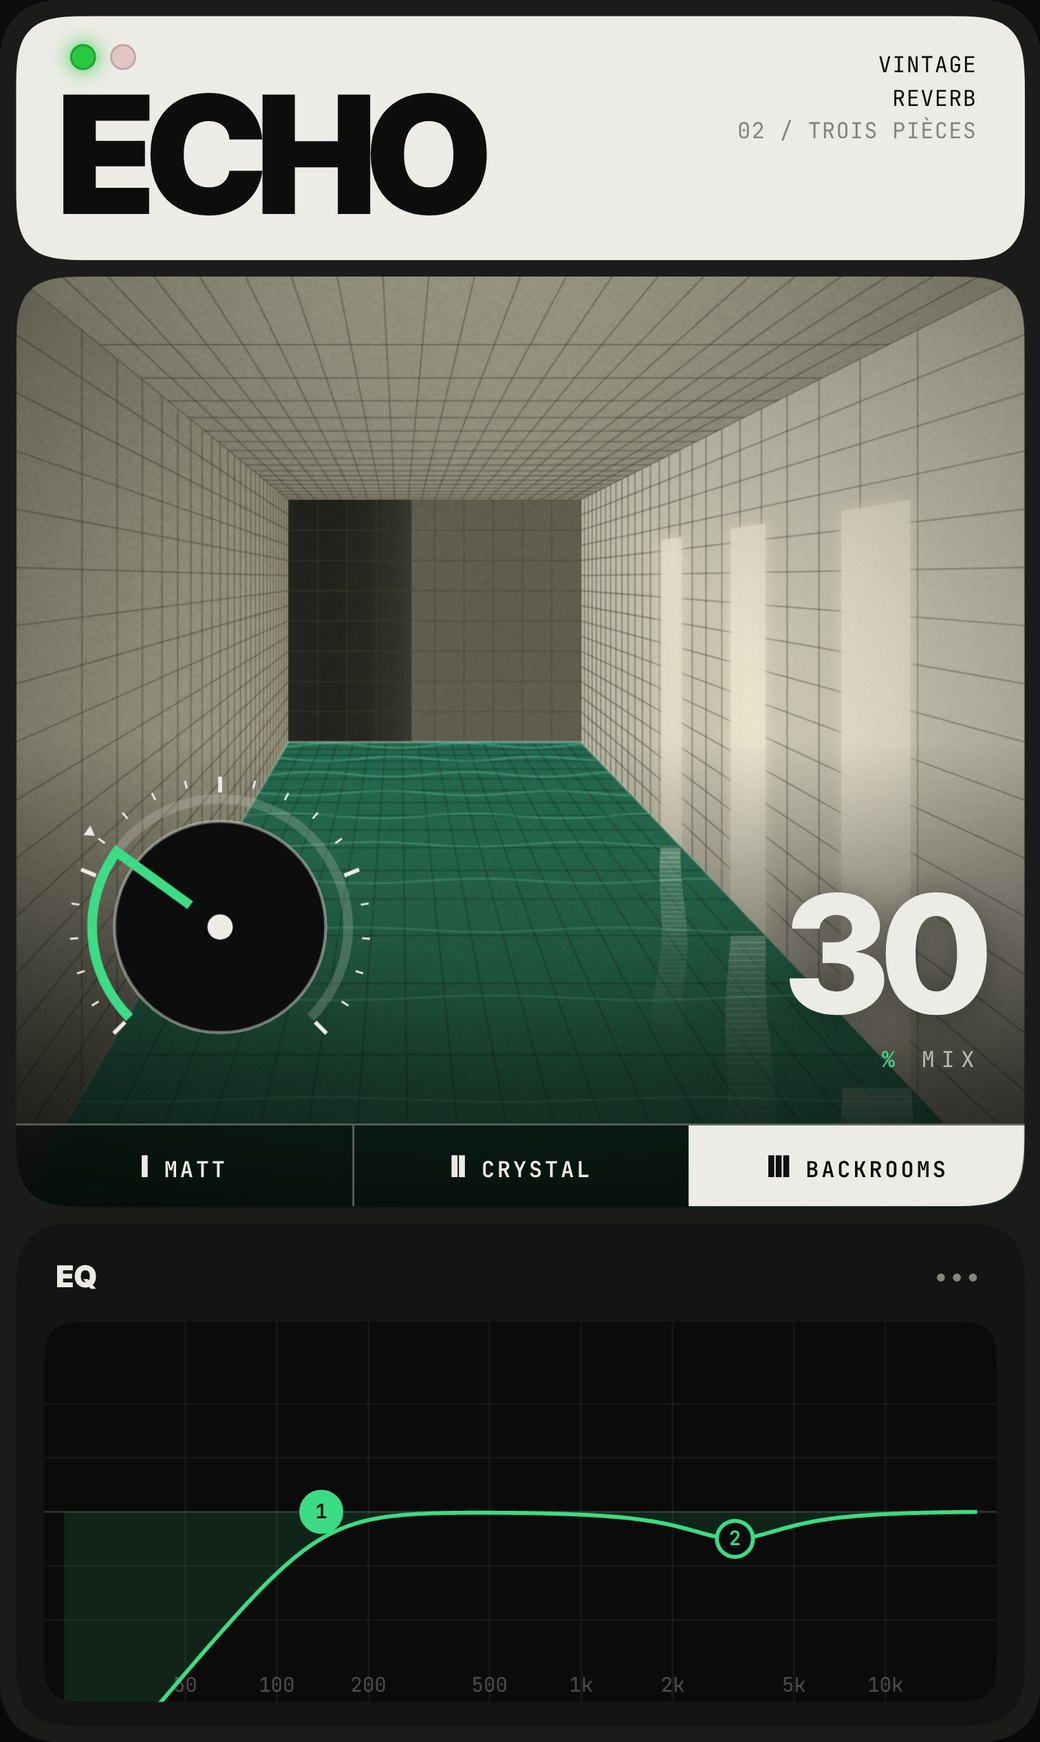 ECHO
VINTAGE
REVERB
02 / TROIS PIÈCES
30
% MIX
MATT
CRYSTAL
BACKROOMS
EQ
1
2
50 100 200 500 1k 2k 5k 10k